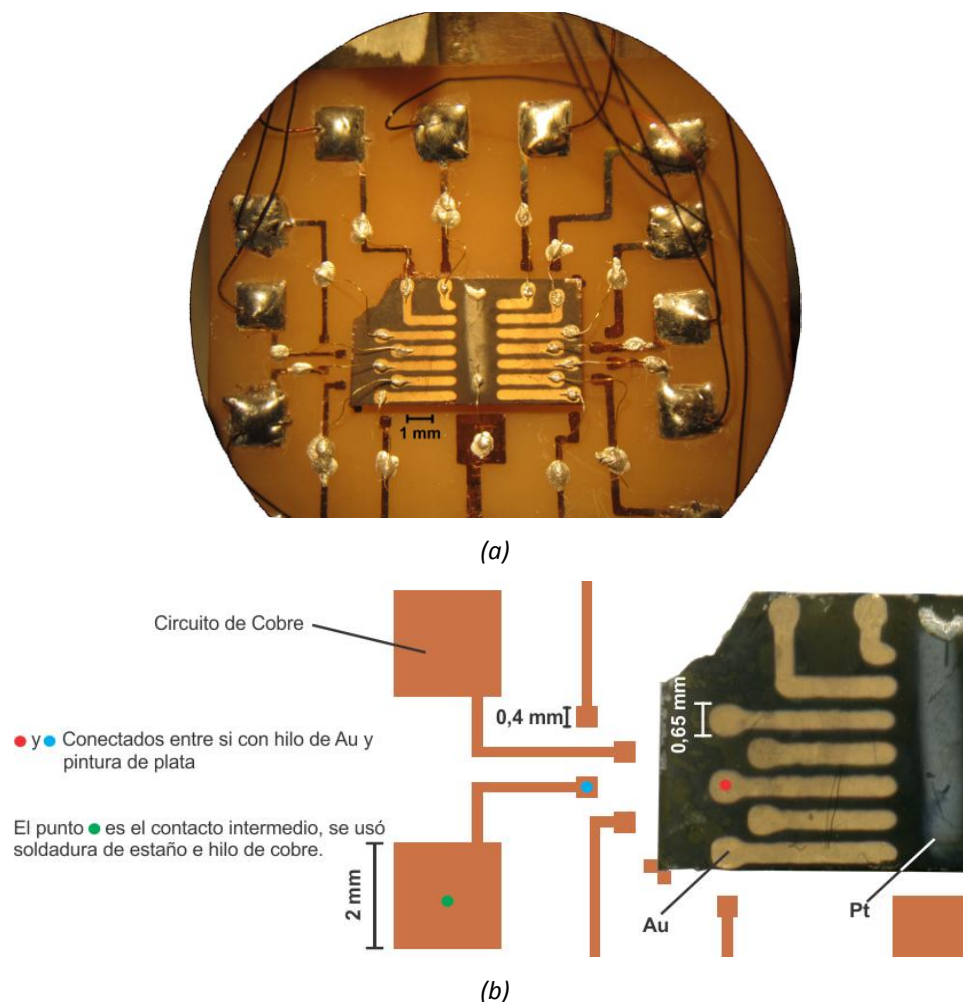 1 mm
(a)
Circuito de Cobre
0,4 mm
0,65 mm
y Conectados entre si con hilo de Au y
pintura de plata
El punto es el contacto intermedio, se usó
soldadura de estaño e hilo de cobre.
2 mm
Au
Pt
(b)